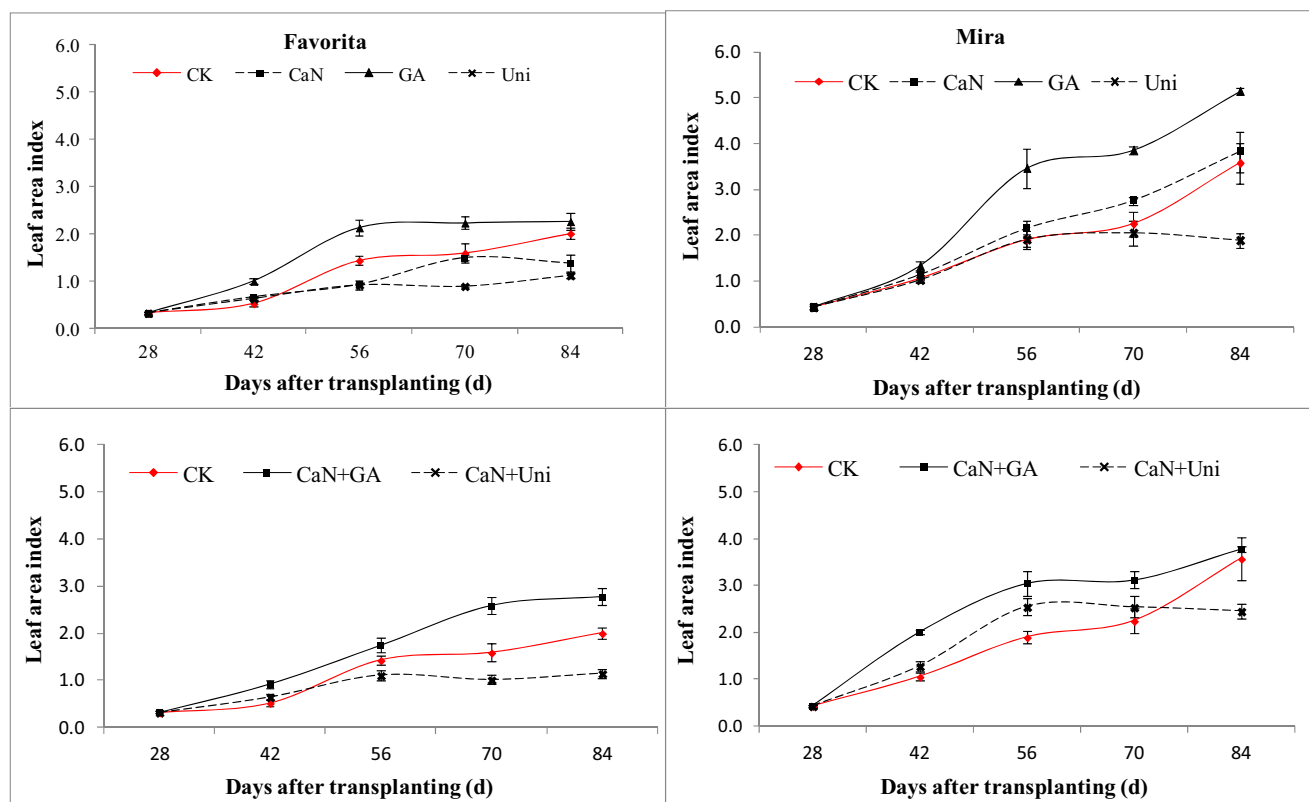 Favorita
CK CaN GA Uni
6.0
5.0
4.0
3.0
2.0
1.0
0.0
Leaf area index
28 42 56 70 84
Days after transplanting (d)
Mira
CK CaN GA Uni
6.0
5.0
4.0
3.0
2.0
1.0
0.0
Leaf area index
28 42 56 70 84
Days after transplanting (d)
CK CaN+GA CaN+Uni
6.0
5.0
4.0
3.0
2.0
1.0
0.0
Leaf area index
28 42 56 70 84
Days after transplanting (d)
CK CaN+GA CaN+Uni
6.0
5.0
4.0
3.0
2.0
1.0
0.0
Leaf area index
28 42 56 70 84
Days after transplanting (d)